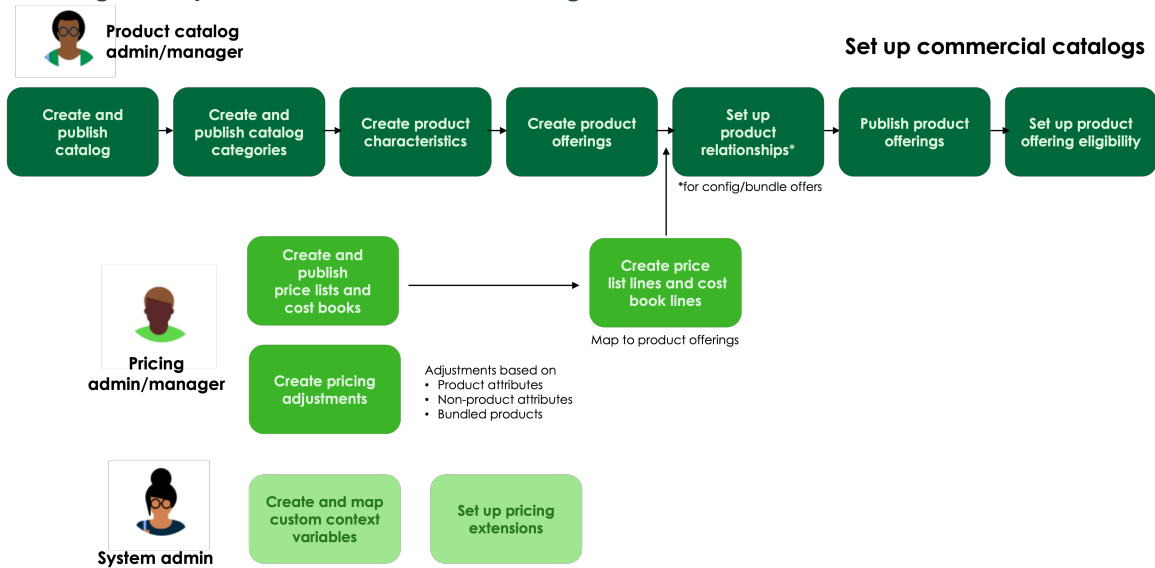 Product catalog
admin/manager
Set up commercial catalogs
Create and
publish
catalog
Create and
publish catalog
categories
Create product
characteristics
Create product
offerings
Set up
product
relationships*
Publish product
offerings
Set up product
offering eligibility
*for config/bundle offers
Create and
publish
price lists and
cost books
Create price
list lines and cost
book lines
Map to product offerings
Pricing
admin/manager
Create pricing
adjustments
Adjustments based on
• Product attributes
• Non-product attributes
• Bundled products
Create and map
custom context
variables
Set up pricing
extensions
System admin